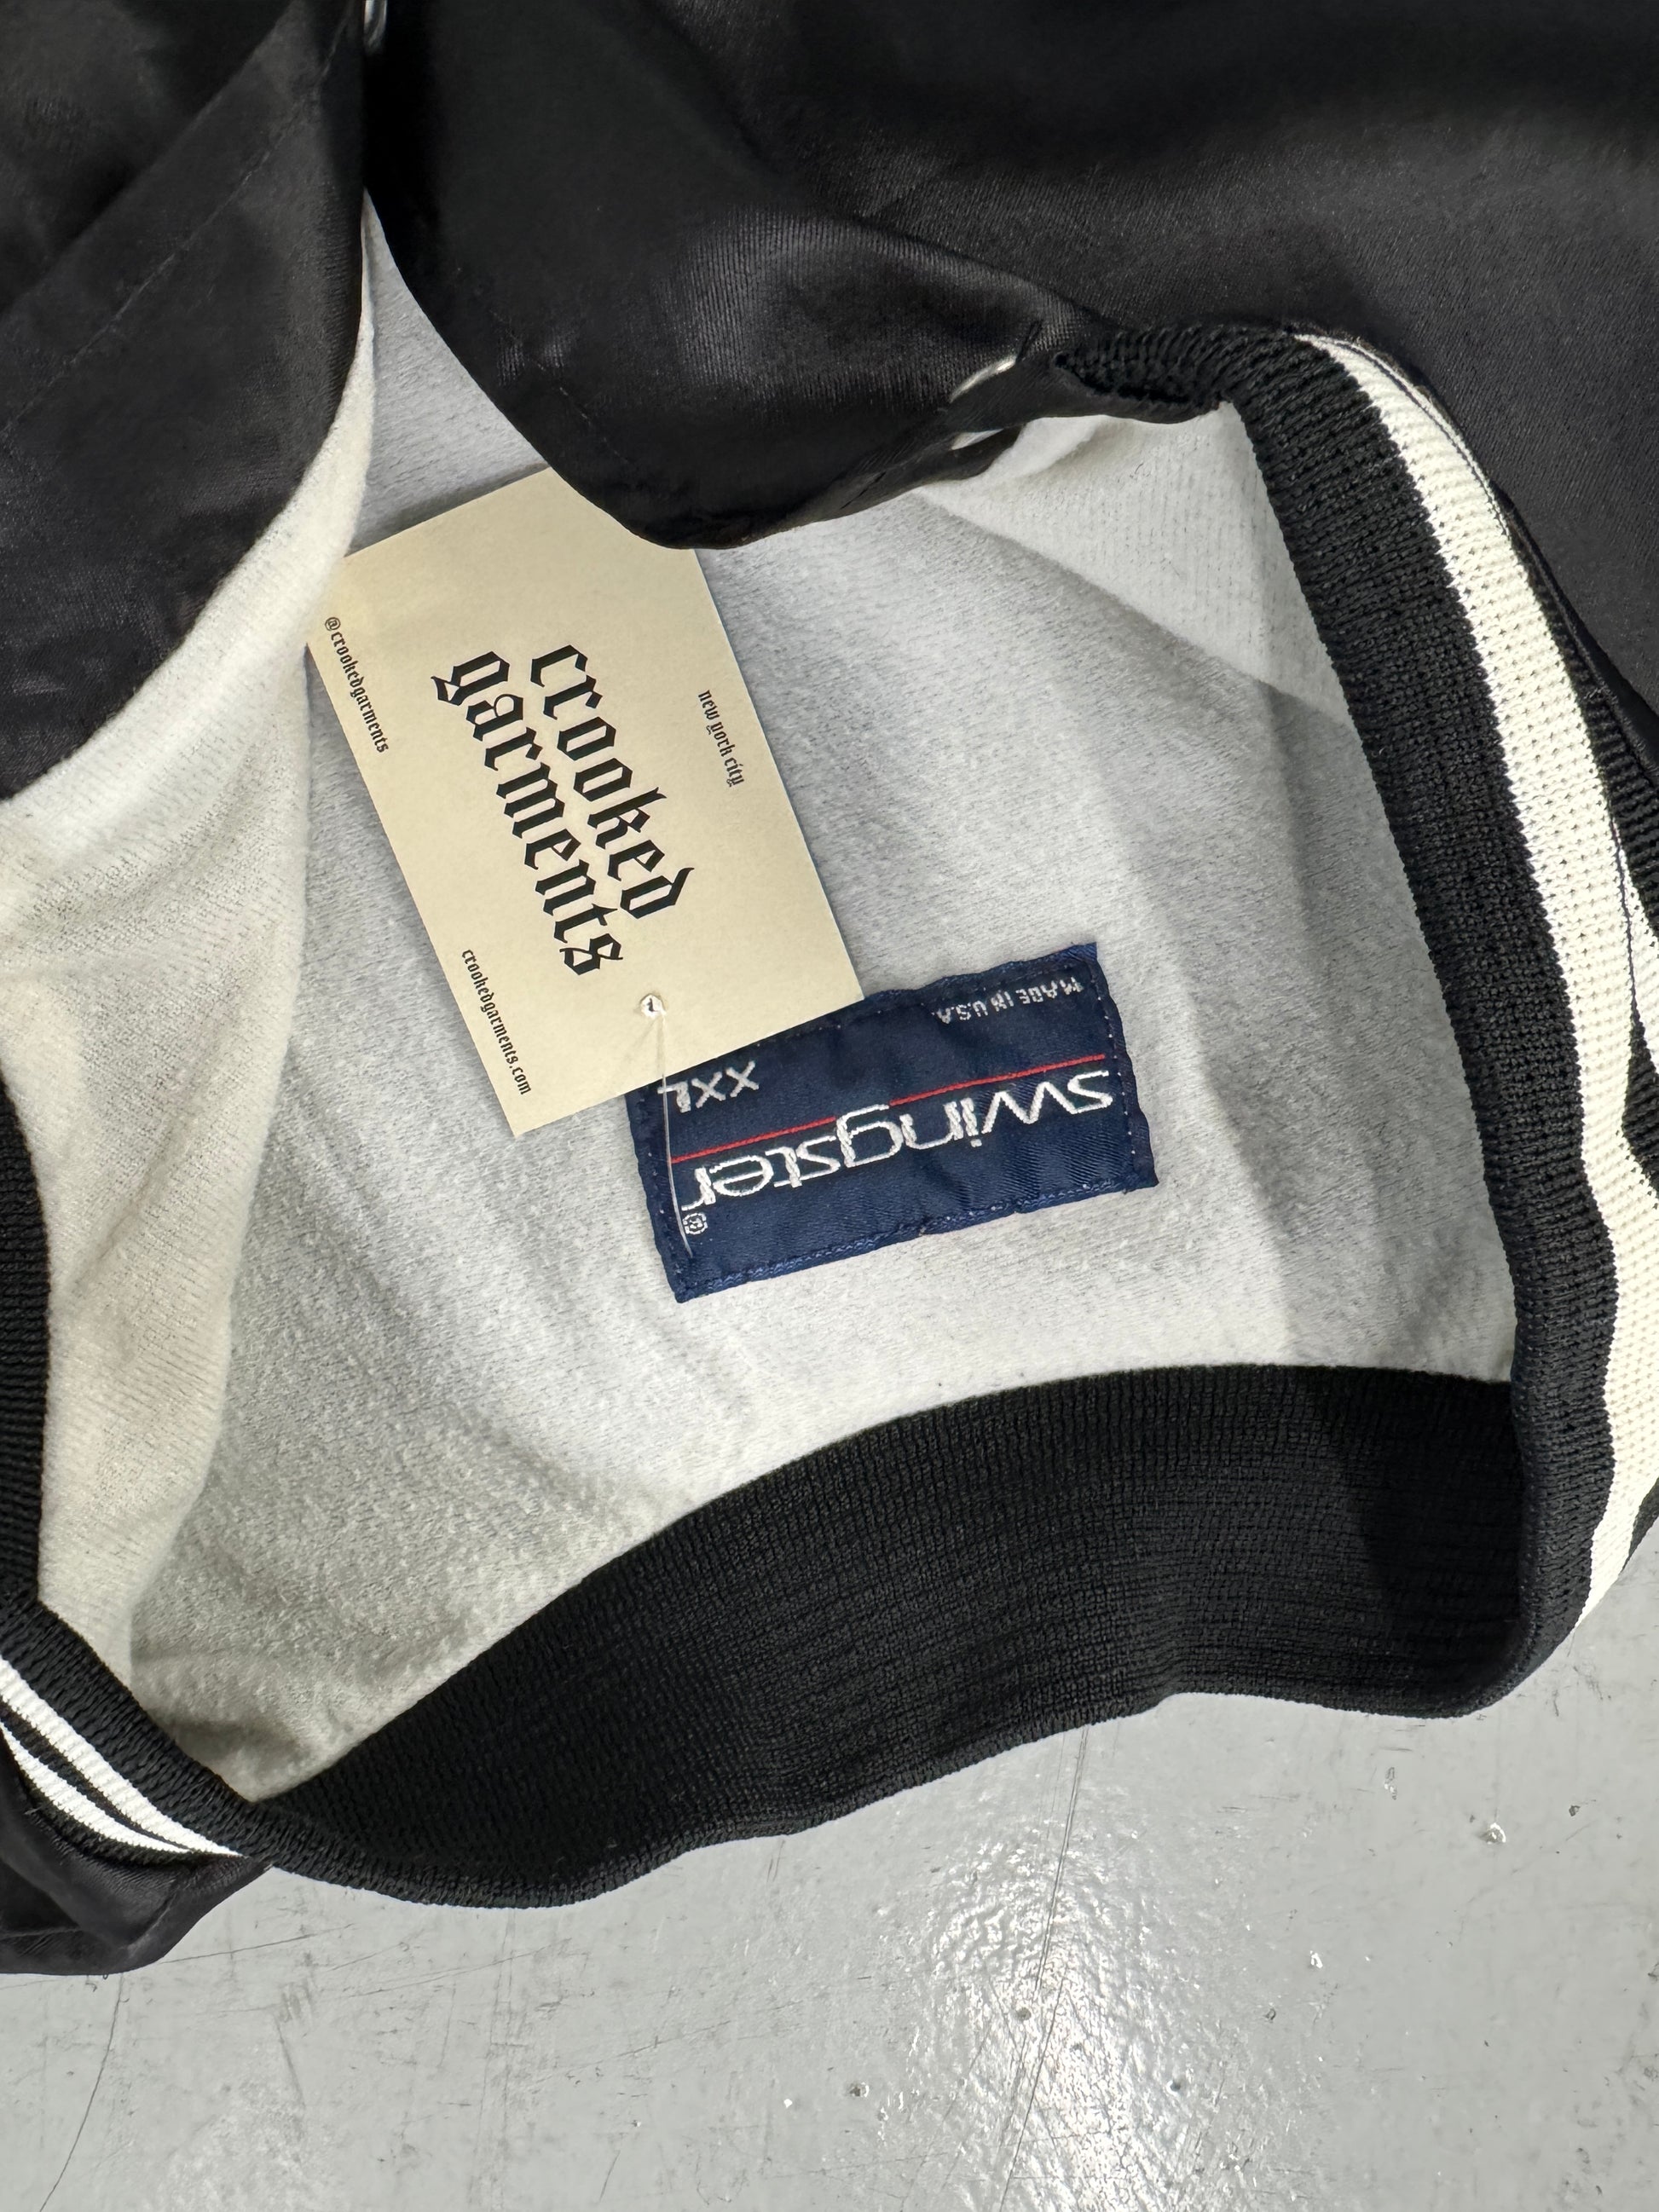 new york city
crooked
garments
@crookedgarments
crookedgarments.com
swingster®
XXL
MADE IN U.S.A.